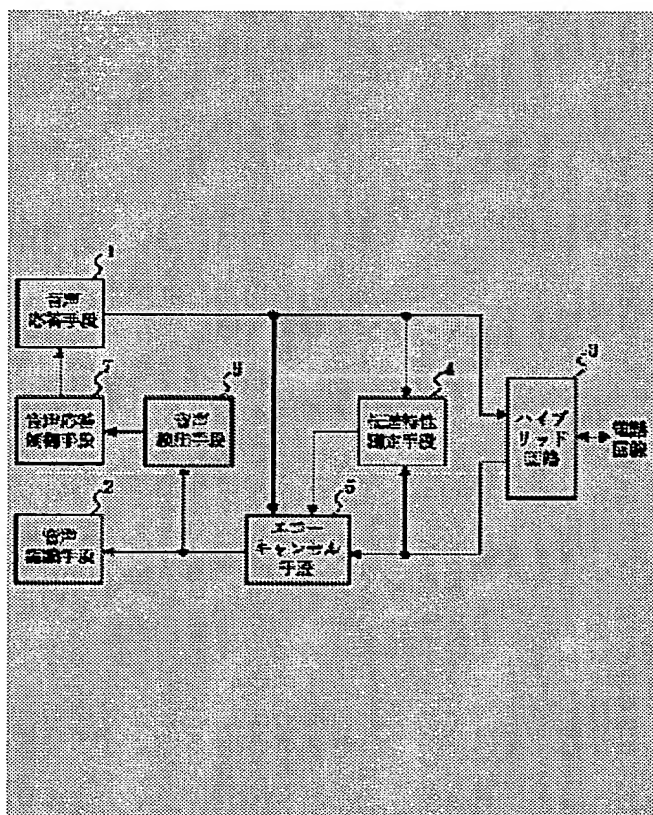 1
音声
応答手段
7
音声応答
制御手段
音声
検出手段
2
音声
認識手段
4
伝達特性
推定手段
5
エコー
キャンセル
手段
3
ハイブ
リッド
回路
電話
回線